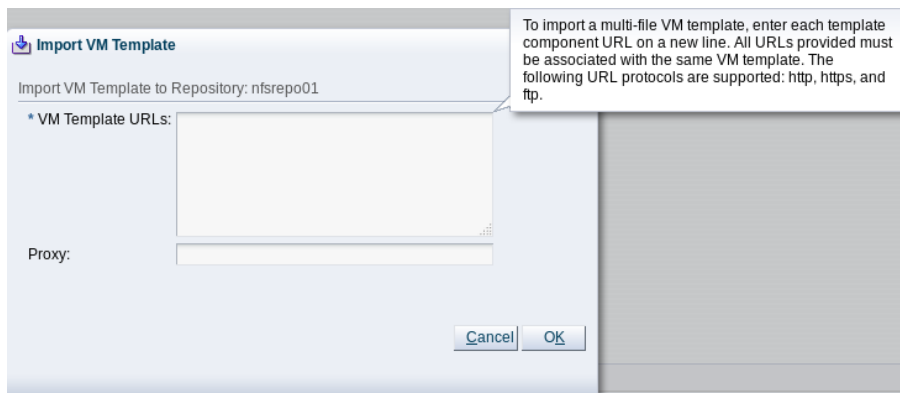 Import VM Template
To import a multi-file VM template, enter each template
component URL on a new line. All URLs provided must
be associated with the same VM template. The
following URL protocols are supported: http, https, and
ftp.
Import VM Template to Repository: nfsrepo01
* VM Template URLs:
Proxy:
Cancel OK